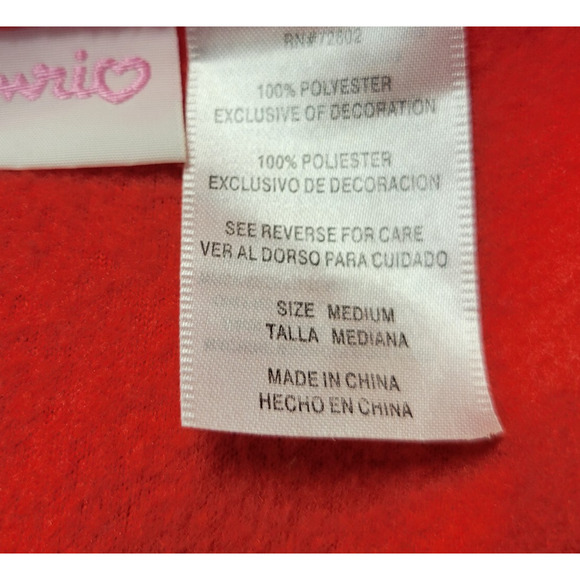 RN#72602
100% POLYESTER
EXCLUSIVE OF DECORATION
100% POLIESTER
EXCLUSIVO DE DECORACION
SEE REVERSE FOR CARE
VER AL DORSO PARA CUIDADO
SIZE MEDIUM
TALLA MEDIANA
MADE IN CHINA
HECHO EN CHINA